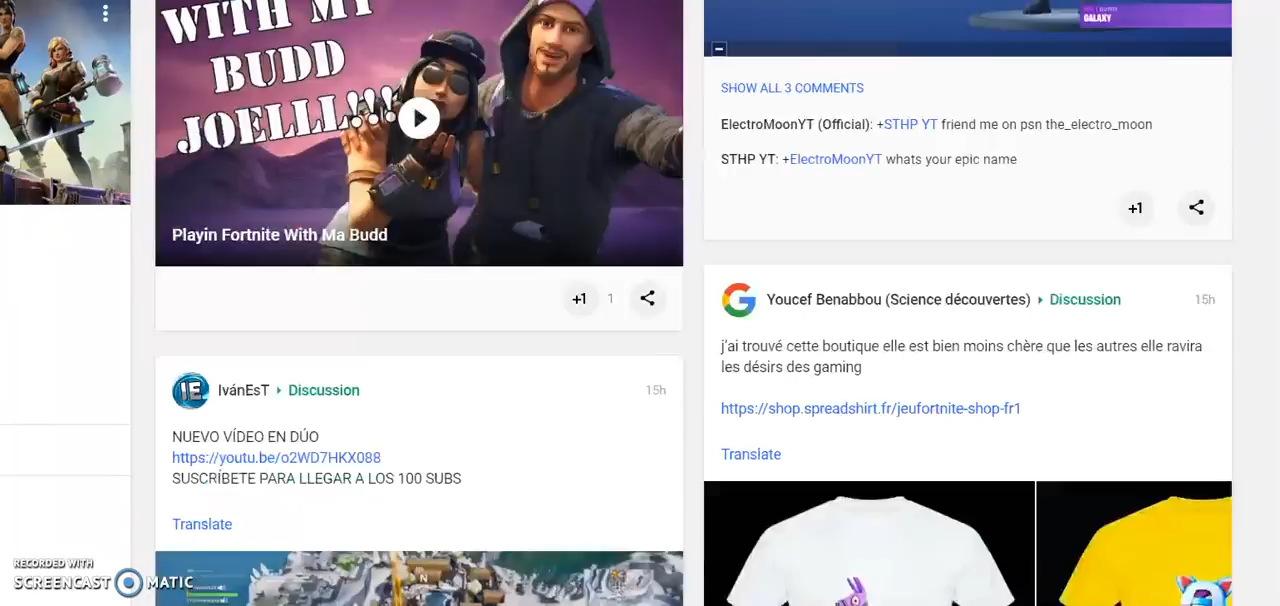 WITH MY
BUDD
JOELLL!!!
Playin Fortnite With Ma Budd
+1
1
IvánEsT
Discussion
15h
NUEVO VÍDEO EN DÚO
https://youtu.be/o2WD7HKX088
SUSCRÍBETE PARA LLEGAR A LOS 100 SUBS
Translate
N
GALAXY
SHOW ALL 3 COMMENTS
ElectroMoonYT (Official): +STHP YT friend me on psn the_electro_moon
STHP YT: +ElectroMoonYT whats your epic name
+1
Youcef Benabbou (Science découvertes)
Discussion
15h
j'ai trouvé cette boutique elle est bien moins chère que les autres elle ravira
les désirs des gaming
https://shop.spreadshirt.fr/jeufortnite-shop-fr1
Translate
RECORDED WITH
SCREENCAST MATIC